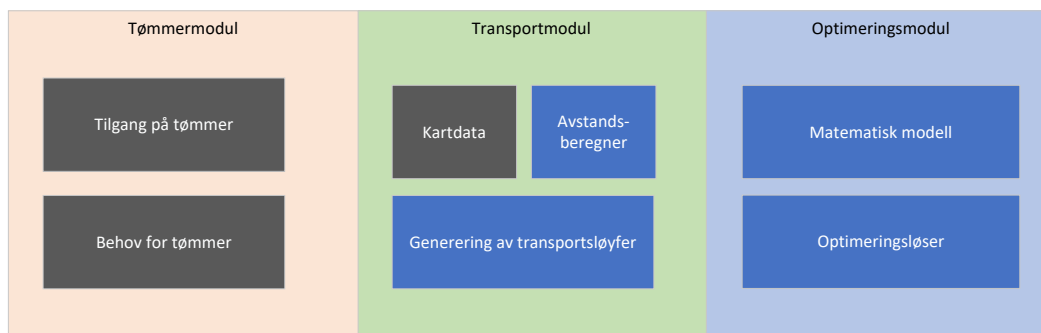 Tømmermodul
Tilgang på tømmer
Behov for tømmer
Transportmodul
Kartdata
Avstands-
beregner
Generering av transportsløyfer
Optimeringsmodul
Matematisk modell
Optimeringsløser